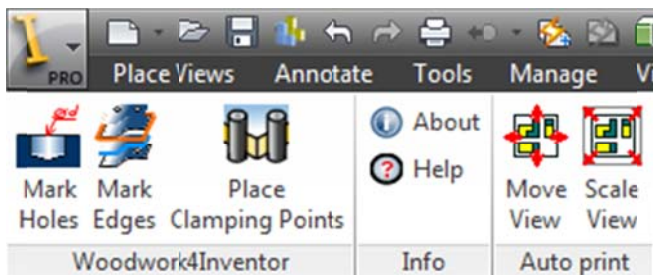 PRO
Place Views Annotate Tools Manage Vi
Mark Holes
Mark Edges
Place Clamping Points
Woodwork4Inventor
About
Help
Info
Move View
Scale View
Auto print